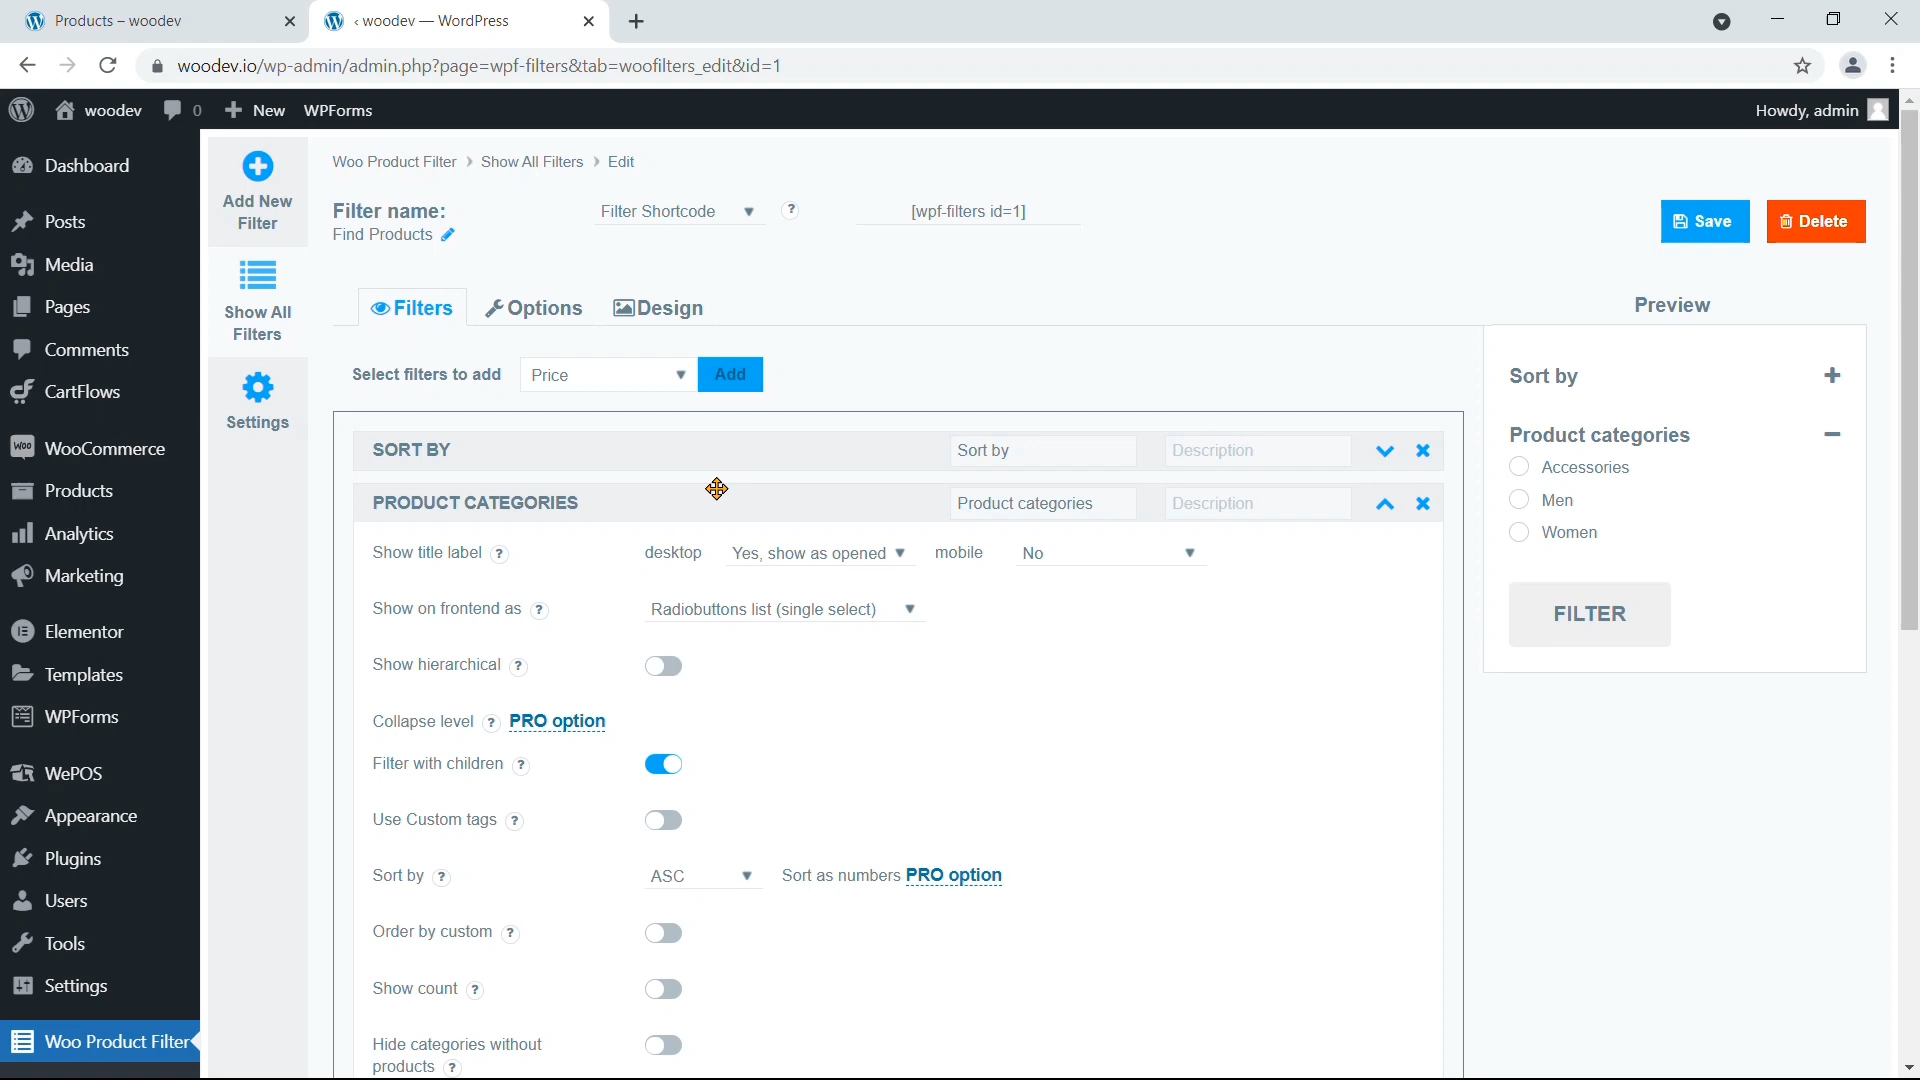 Products – woodev
‹ woodev — WordPress
woodev.io/wp-admin/admin.php?page=wpf-filters&tab=woofilters_edit&id=1
woodev
0
New
WPForms
Howdy, admin
Dashboard
Posts
Media
Pages
Comments
CartFlows
WooCommerce
Products
Analytics
Marketing
Elementor
Templates
WPForms
WePOS
Appearance
Plugins
Users
Tools
Settings
Woo Product Filter
Add New
Filter
Show All
Filters
Settings
Woo Product Filter › Show All Filters › Edit
Filter name:
Find Products
Filter Shortcode
?
[wpf-filters id=1]
Save
Delete
Filters
Options
Design
Select filters to add
Price
Add
SORT BY
Sort by
Description
PRODUCT CATEGORIES
Product categories
Description
Show title label ?
desktop
Yes, show as opened
mobile
No
Show on frontend as ?
Radiobuttons list (single select)
Show hierarchical ?
Collapse level ? PRO option
Filter with children ?
Use Custom tags ?
Sort by ?
ASC
Sort as numbers PRO option
Order by custom ?
Show count ?
Hide categories without
products ?
Preview
Sort by
Product categories
Accessories
Men
Women
FILTER